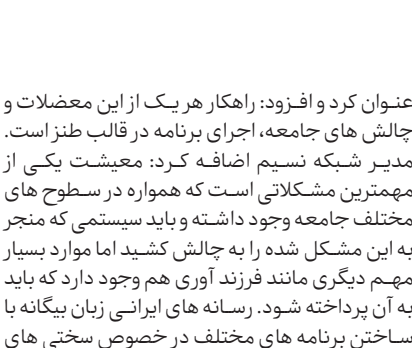 عنوان کرد و افزود: راهکار هر یک از این معضلات و
چالش های جامعه، اجرای برنامه در قالب طنز است.
مدیر شبکه نسیم اضافه کرد: معیشت یکی از
مهمترین مشکلاتی است که همواره در سطوح های
مختلف جامعه وجود داشته و باید سیستمی که منجر
به این مشکل شده را به چالش کشید اما موارد بسیار
مهم دیگری مانند فرزند آوری هم وجود دارد که باید
به آن پرداخته شود. رسانه های ایرانی زبان بیگانه با
ساختن برنامه های مختلف در خصوص سختی های